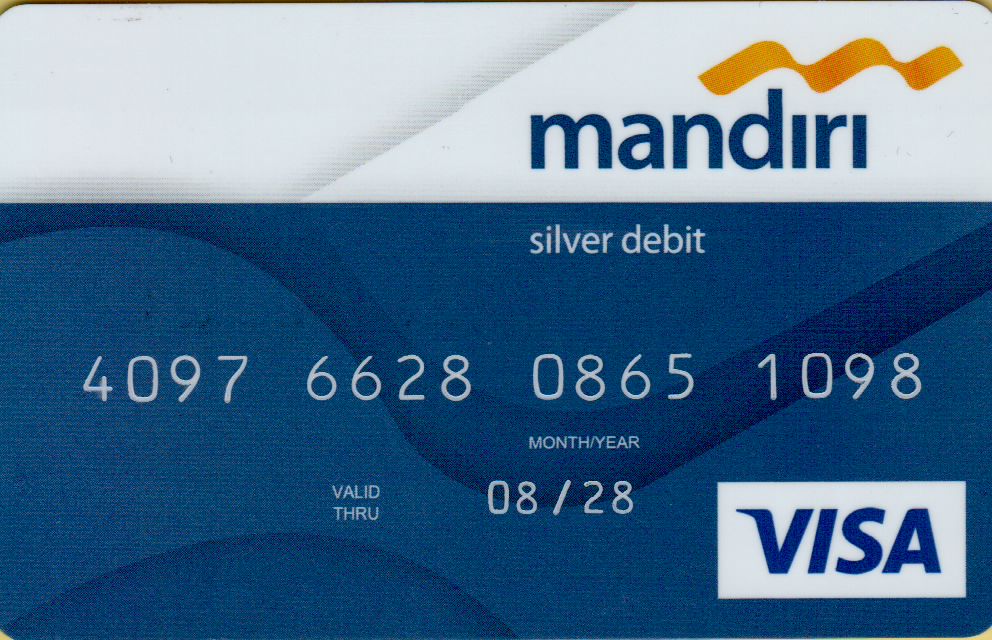 mandiri
silver debit
4097 6628 0865 1098
MONTH/YEAR
VALID THRU 08/28
VISA